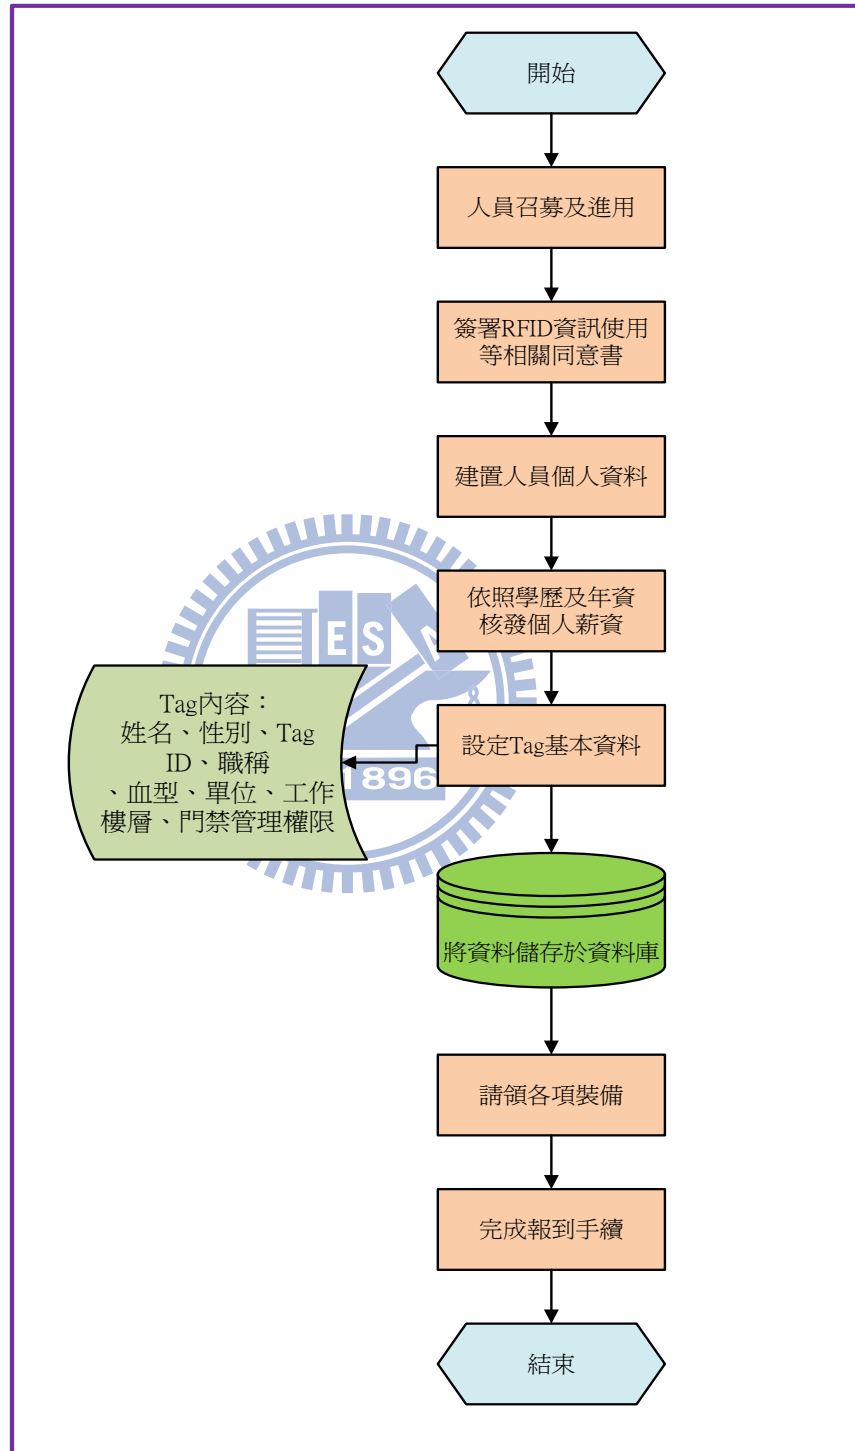 開始
人員召募及進用
簽署RFID資訊使用
等相關同意書
建置人員個人資料
依照學歷及年資
核發個人薪資
ES
設定Tag基本資料
Tag內容：
姓名、性別、Tag
ID、職稱
、血型、單位、工作
樓層、門禁管理權限
1896
將資料儲存於資料庫
請領各項裝備
完成報到手續
結束